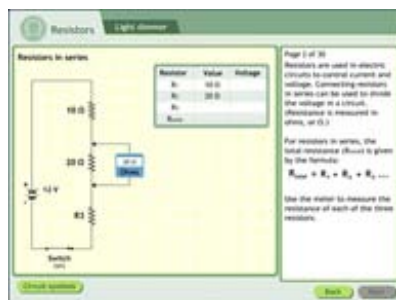 Resistors
Light dimmer
Resistors in series
Resistor Value Voltage
R₁ 10 Ω
R₂ 20 Ω
R₃
10 Ω
20 Ω
Ohms
12 V
R3
Switch
Circuit symbols
Page 2 of 30
Resistors are used in electric
circuits to control current and
voltage. Connecting resistors
in series can be used to divide
the voltage in a circuit.
(Resistance is measured in
ohms, or Ω.)
For resistors in series, the
total resistance (Rtotal) is given
by the formula:
Rtotal = R₁ + R₂ + R₃ ...
Use the meter to measure the
resistance of each of the three
resistors.
Back
Next